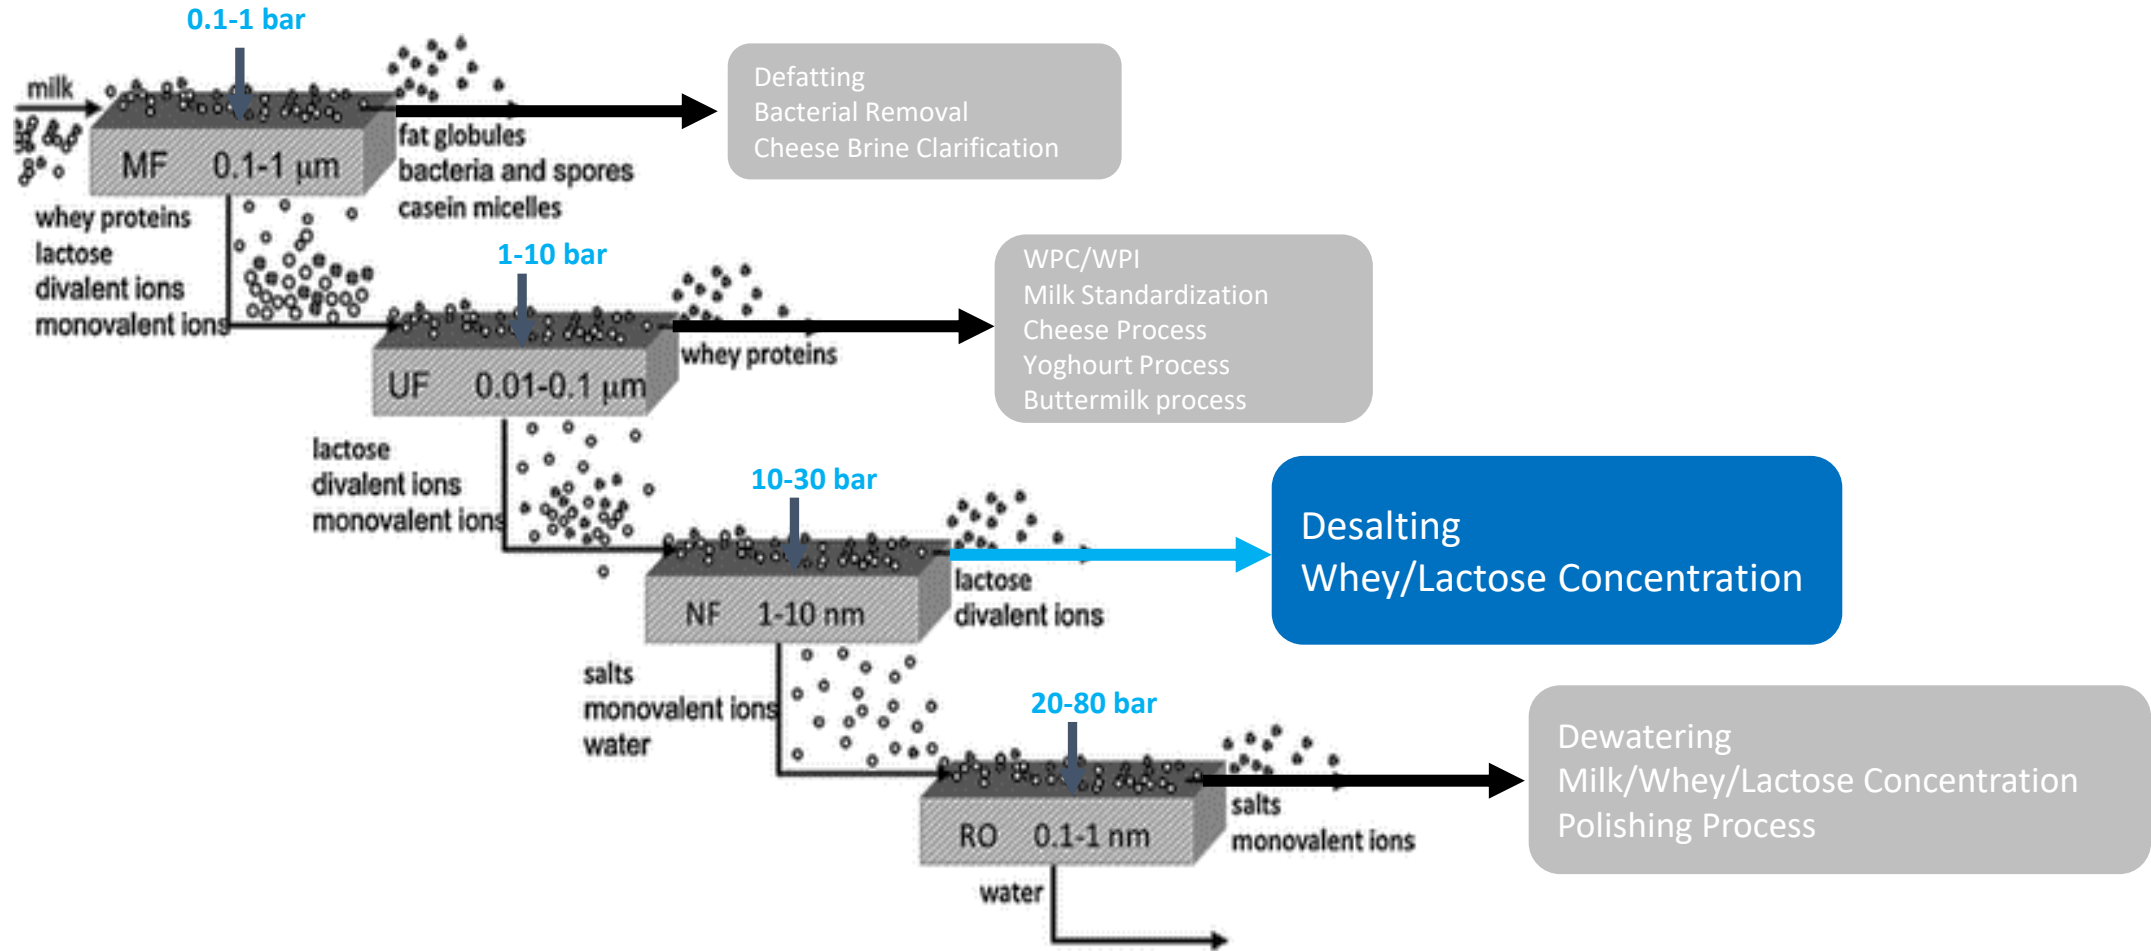 0.1-1 bar
milk
MF 0.1-1 μm
fat globules
bacteria and spores
casein micelles
Defatting
Bacterial Removal
Cheese Brine Clarification
whey proteins
lactose
divalent ions
monovalent ions
1-10 bar
UF 0.01-0.1 μm
whey proteins
WPC/WPI
Milk Standardization
Cheese Process
Yoghourt Process
Buttermilk process
lactose
divalent ions
monovalent ions
10-30 bar
NF 1-10 nm
lactose
divalent ions
Desalting
Whey/Lactose Concentration
salts
monovalent ions
water
20-80 bar
RO 0.1-1 nm
salts
monovalent ions
Dewatering
Milk/Whey/Lactose Concentration
Polishing Process
water